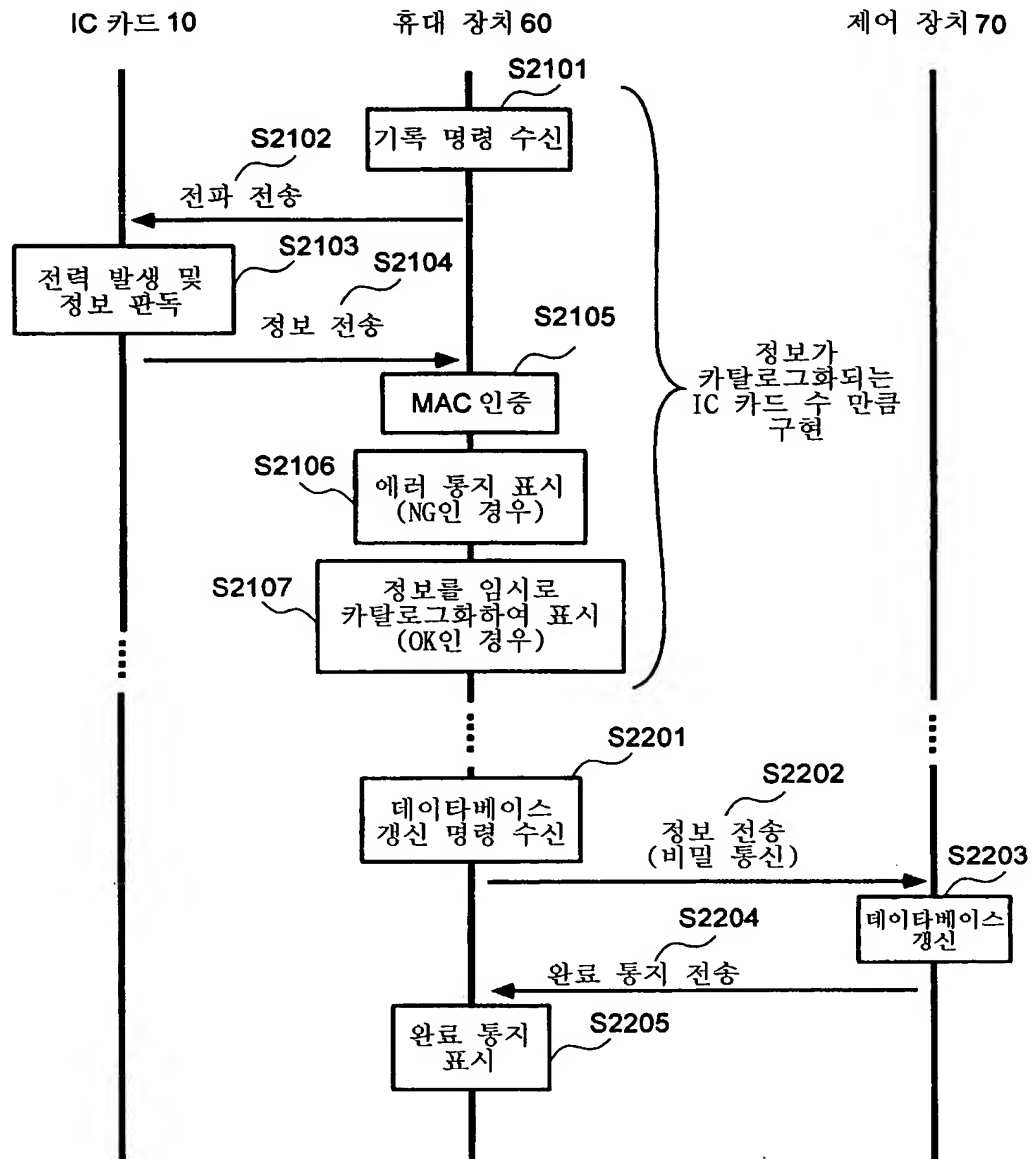 IC 카드 10
휴대 장치 60
제어 장치 70
S2101
기록 명령 수신
S2102
전파 전송
S2103
전력 발생 및
정보 판독
S2104
정보 전송
S2105
MAC 인증
정보가
카탈로그화되는
IC 카드 수 만큼
구현
S2106
에러 통지 표시
(NG인 경우)
S2107
정보를 임시로
카탈로그화하여 표시
(OK인 경우)
S2201
데이타베이스
갱신 명령 수신
S2202
정보 전송
(비밀 통신)
S2203
데이타베이스
갱신
S2204
완료 통지 전송
S2205
완료 통지
표시